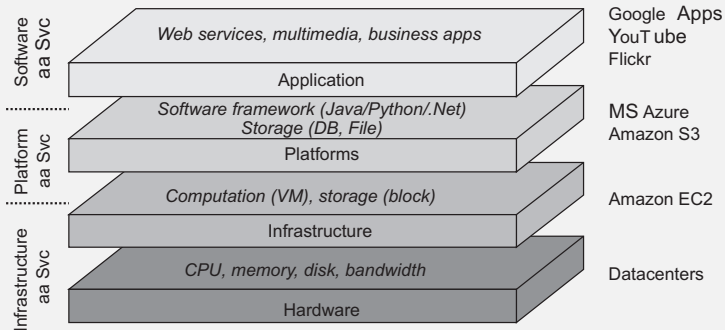 Software
aa Svc
Web services, multimedia, business apps
Application
Google Apps
YouTube
Flickr
Platform
aa Svc
Software framework (Java/Python/.Net)
Storage (DB, File)
Platforms
MS Azure
Amazon S3
Infrastructure
aa Svc
Computation (VM), storage (block)
Infrastructure
Amazon EC2
CPU, memory, disk, bandwidth
Hardware
Datacenters